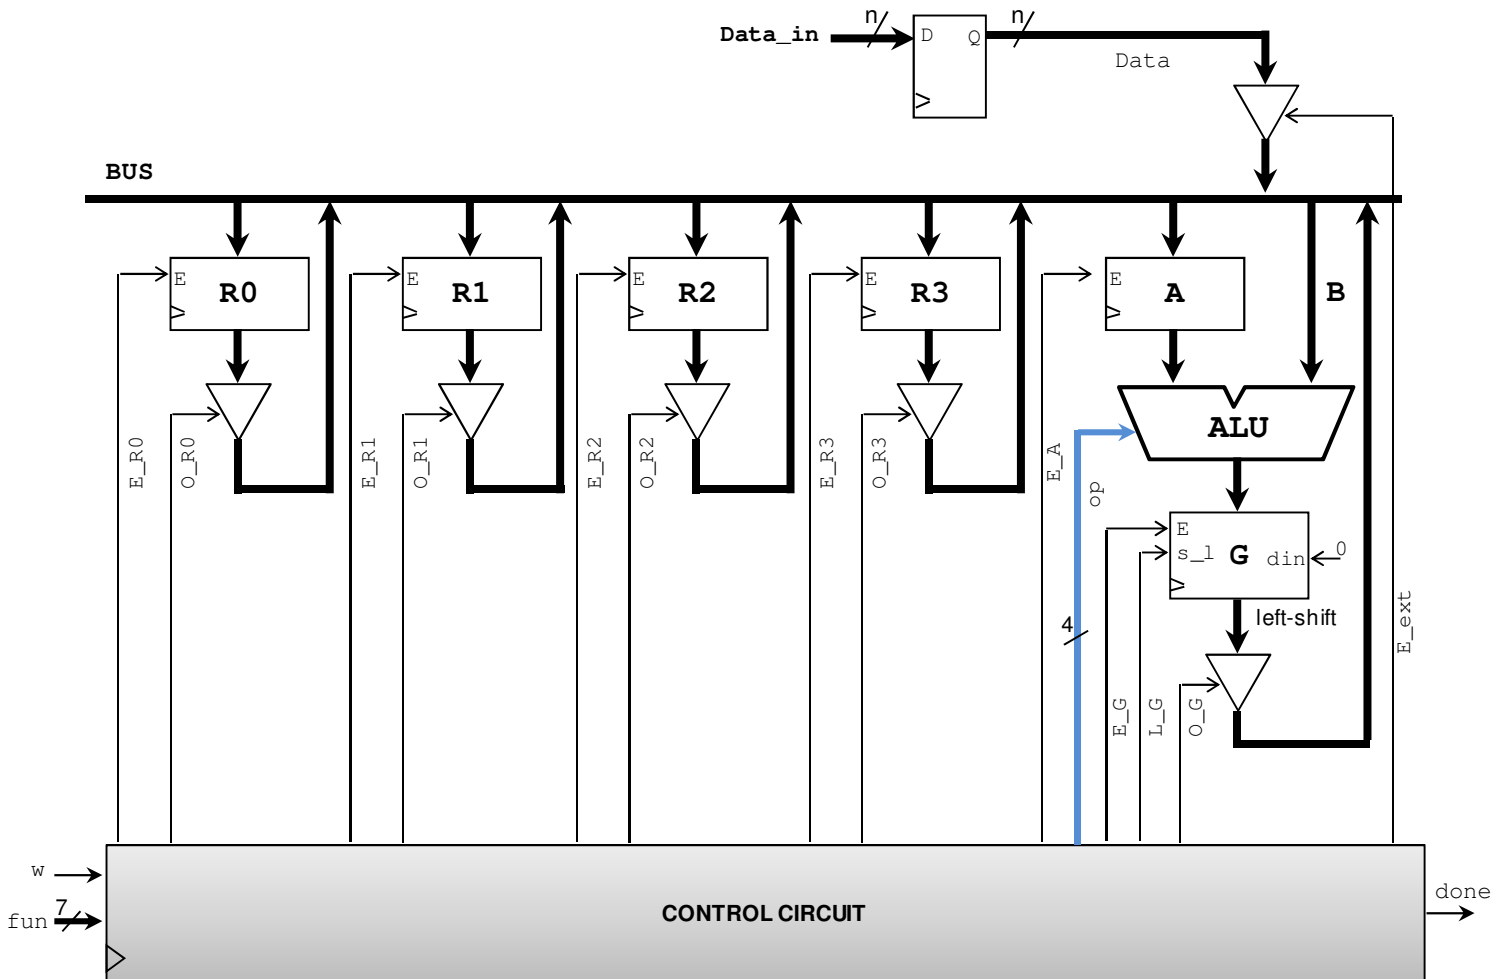 n
n
Data_in
D
Q
Data
BUS
E
R0
E
R1
E
R2
E
R3
E
A
B
ALU
E_R0
O_R0
E_R1
O_R1
E_R2
O_R2
E_R3
O_R3
E_A
op
E
s_l
G
din
0
left-shift
4
E_G
L_G
O_G
E_ext
w
7
fun
CONTROL CIRCUIT
done